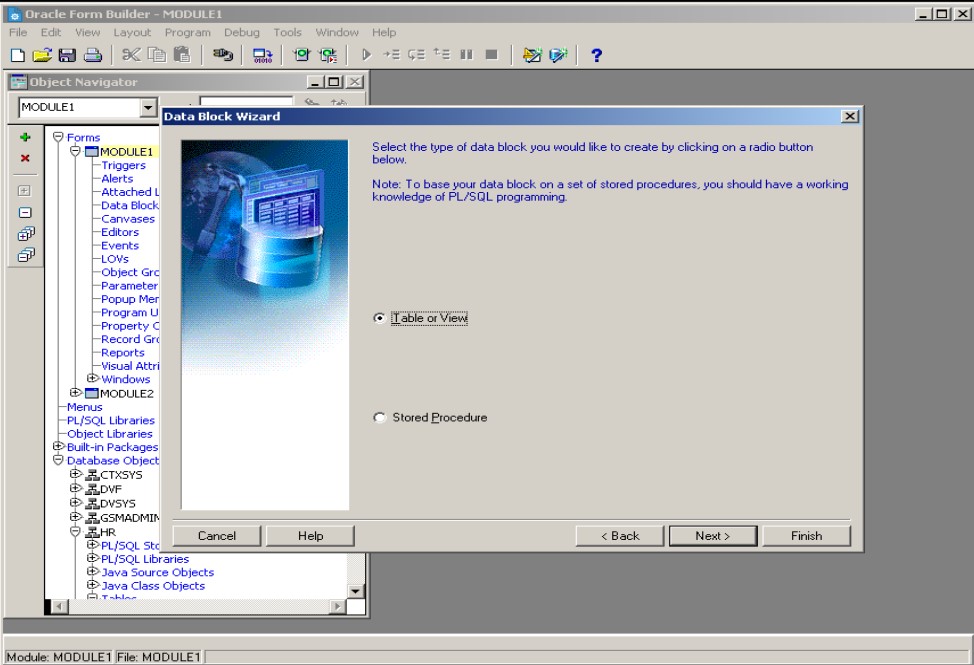 Oracle Form Builder - MODULE1
File Edit View Layout Program Debug Tools Window Help
Object Navigator
MODULE1
Data Block Wizard
Forms
MODULE1
Triggers
Alerts
Attached L
Data Block
Canvases
Editors
Events
LOVs
Object Gro
Parameter
Popup Mer
Program U
Property C
Record Gro
Reports
Visual Attri
Windows
MODULE2
Menus
PL/SQL Libraries
Object Libraries
Built-in Packages
Database Object
CTXSYS
DVF
DVSYS
GSMADMIN
HR
PL/SQL Sto
PL/SQL Libraries
Java Source Objects
Java Class Objects
Tables
Select the type of data block you would like to create by clicking on a radio button
below.
Note: To base your data block on a set of stored procedures, you should have a working
knowledge of PL/SQL programming.
Table or View
Stored Procedure
Cancel Help < Back Next > Finish
Module: MODULE1 File: MODULE1